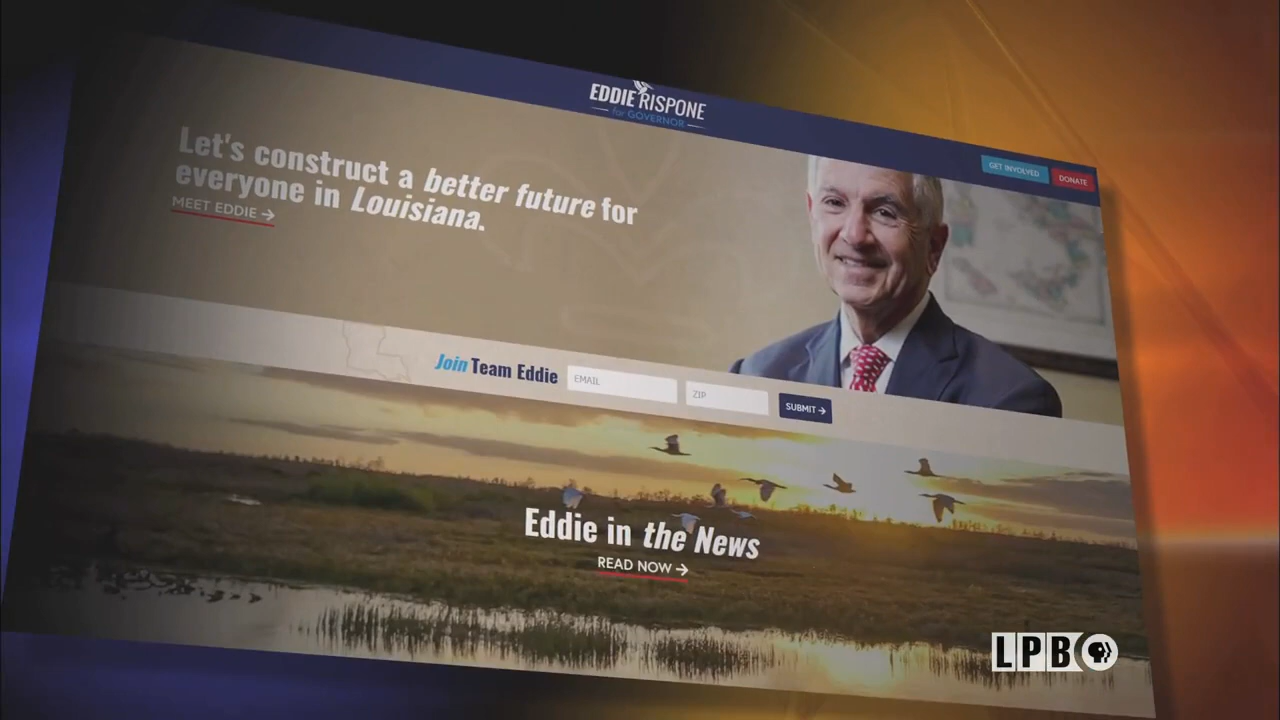 EDDIE RISPONE
for GOVERNOR
GET INVOLVED
DONATE
Let's construct a better future for
everyone in Louisiana.
MEET EDDIE →
Join Team Eddie
EMAIL
ZIP
SUBMIT →
Eddie in the News
READ NOW →
LPB